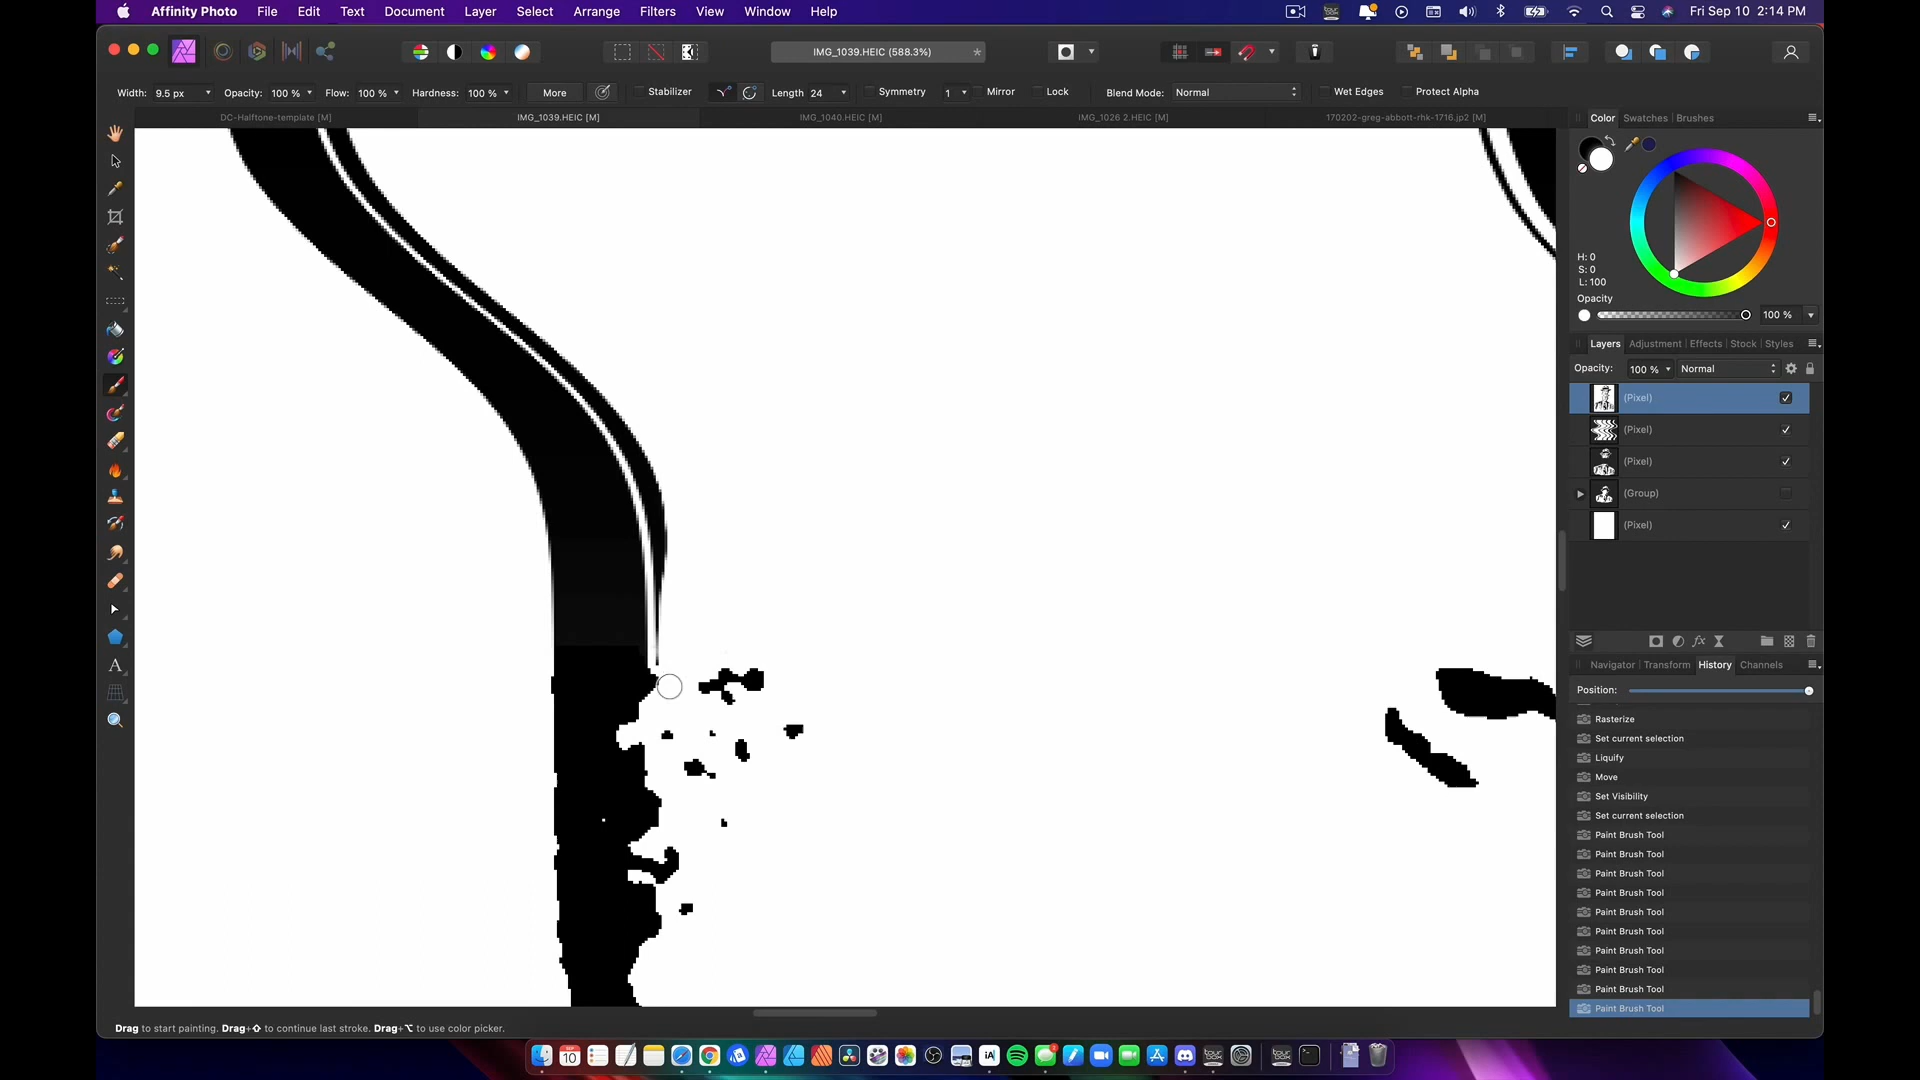 Affinity Photo File Edit Text Document Layer Select Arrange Filters View Window Help Fri Sep 10 2:14 PM
IMG_1039.HEIC (588.3%)
Width: 9.5 px Opacity: 100 % Flow: 100 % Hardness: 100 % More Stabilizer Length 24 Symmetry 1 Mirror Lock Blend Mode: Normal Wet Edges Protect Alpha
DC-Halftone-template [M] IMG_1039.HEIC [M] IMG_1040.HEIC [M] IMG_1026 2.HEIC [M] 170202-greg-abbott-rhk-1716.jp2 [M]
Color Swatches Brushes
H: 0
S: 0
L: 100
Opacity
100 %
Layers Adjustment Effects Stock Styles
Opacity: 100 % Normal
(Pixel)
(Pixel)
(Pixel)
(Group)
(Pixel)
fx
Navigator Transform History Channels
Position:
Rasterize
Set current selection
Liquify
Move
Set Visibility
Set current selection
Paint Brush Tool
Paint Brush Tool
Paint Brush Tool
Paint Brush Tool
Paint Brush Tool
Paint Brush Tool
Paint Brush Tool
Paint Brush Tool
Paint Brush Tool
Paint Brush Tool
Drag to start painting. Drag+⇧ to continue last stroke. Drag+⌥ to use color picker.